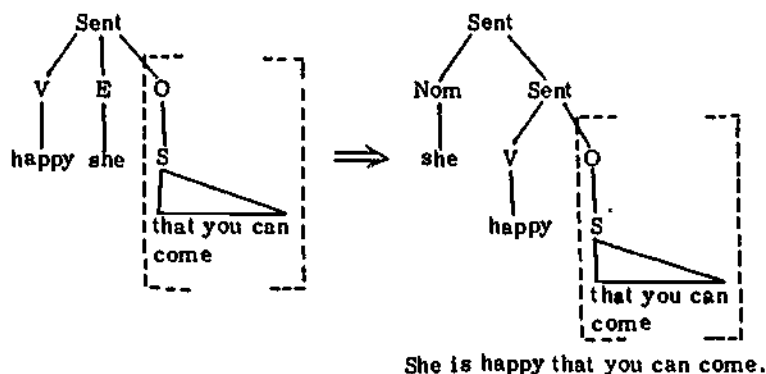 Sent
V E O
happy she S
that you can
come
Sent
Nom Sent
she V O
happy S
that you can
come
She is happy that you can come.